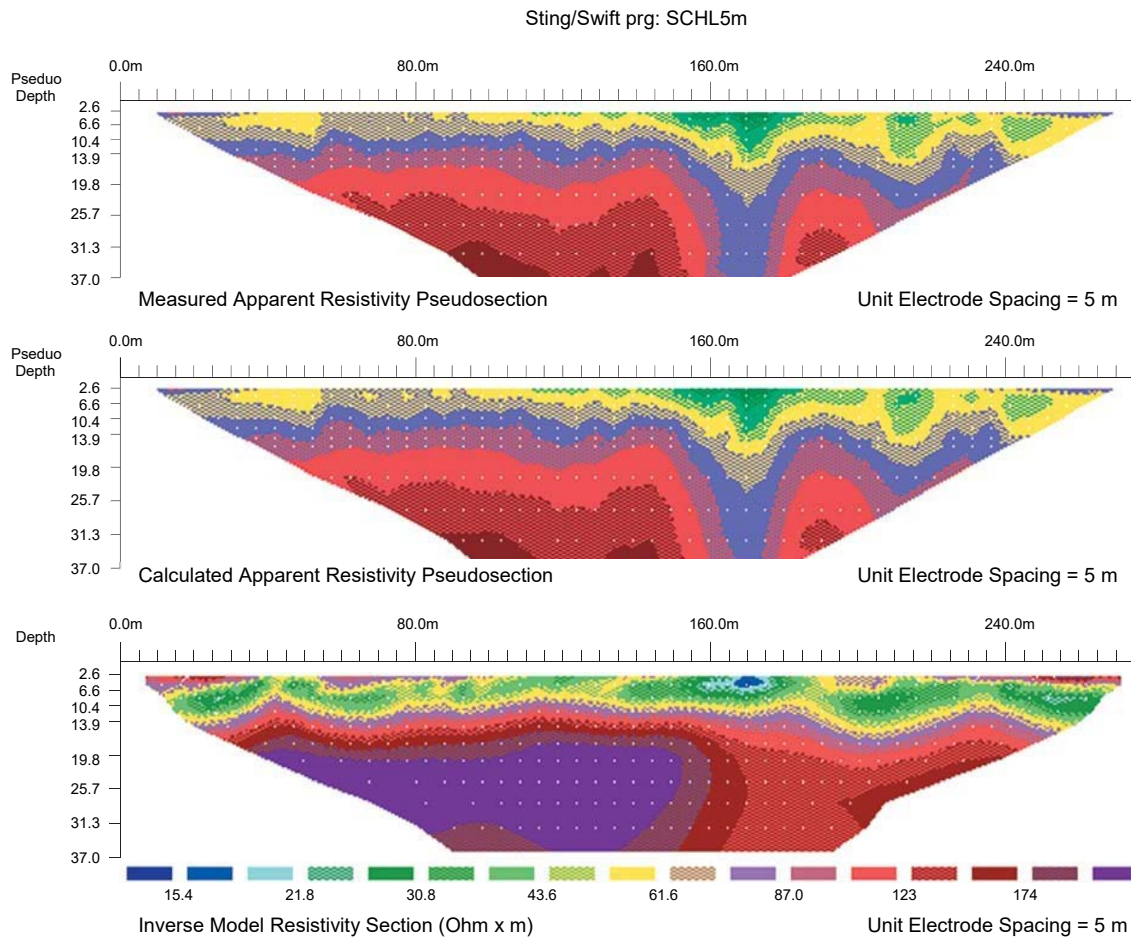 Sting/Swift prg: SCHL5m
0.0m 80.0m 160.0m 240.0m
Pseduo
Depth
2.6
6.6
10.4
13.9
19.8
25.7
31.3
37.0
Measured Apparent Resistivity Pseudosection Unit Electrode Spacing = 5 m
0.0m 80.0m 160.0m 240.0m
Pseduo
Depth
2.6
6.6
10.4
13.9
19.8
25.7
31.3
37.0
Calculated Apparent Resistivity Pseudosection Unit Electrode Spacing = 5 m
0.0m 80.0m 160.0m 240.0m
Depth
2.6
6.6
10.4
13.9
19.8
25.7
31.3
37.0
15.4 21.8 30.8 43.6 61.6 87.0 123 174
Inverse Model Resistivity Section (Ohm x m) Unit Electrode Spacing = 5 m